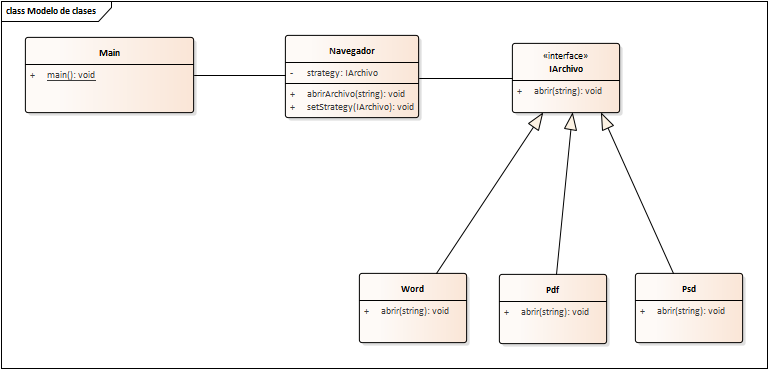 class Modelo de clases
Main
+ main(): void
Navegador
- strategy: IArchivo
+ abrirArchivo(string): void
+ setStrategy(IArchivo): void
«interface»
IArchivo
+ abrir(string): void
Word
+ abrir(string): void
Pdf
+ abrir(string): void
Psd
+ abrir(string): void